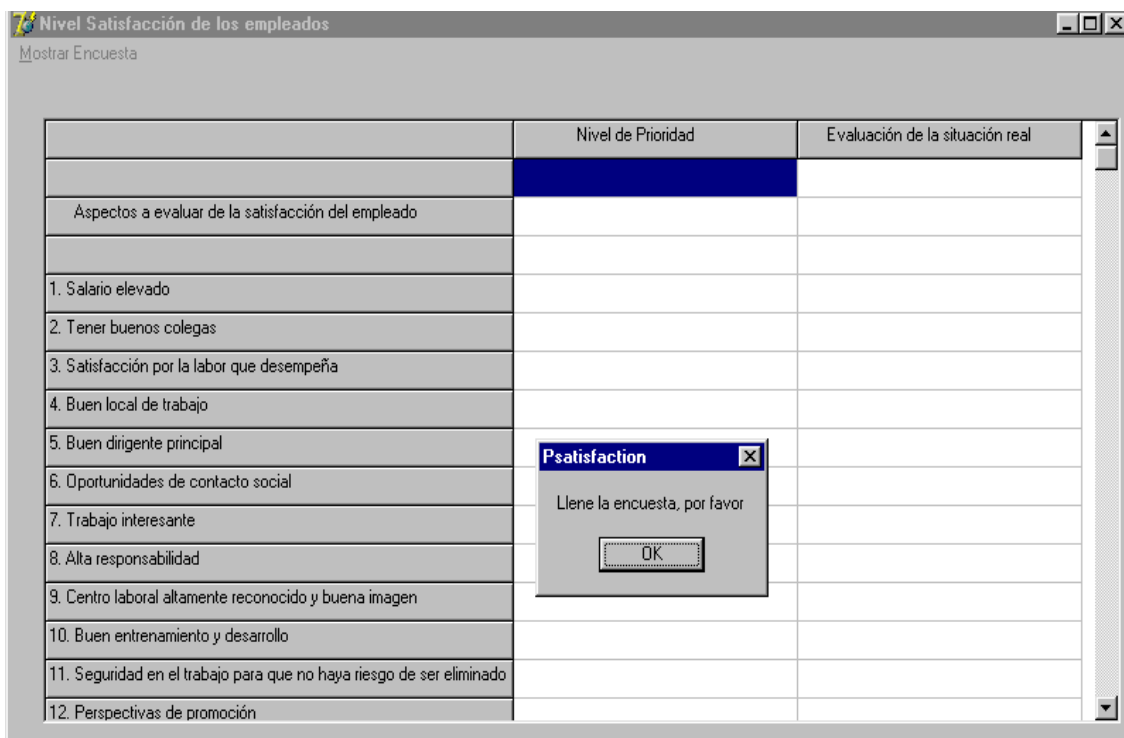 Nivel Satisfacción de los empleados
Mostrar Encuesta
Nivel de Prioridad
Evaluación de la situación real
Aspectos a evaluar de la satisfacción del empleado
1. Salario elevado
2. Tener buenos colegas
3. Satisfacción por la labor que desempeña
4. Buen local de trabajo
5. Buen dirigente principal
6. Oportunidades de contacto social
7. Trabajo interesante
8. Alta responsabilidad
9. Centro laboral altamente reconocido y buena imagen
10. Buen entrenamiento y desarrollo
11. Seguridad en el trabajo para que no haya riesgo de ser eliminado
12. Perspectivas de promoción
Psatisfaction
Llene la encuesta, por favor
OK